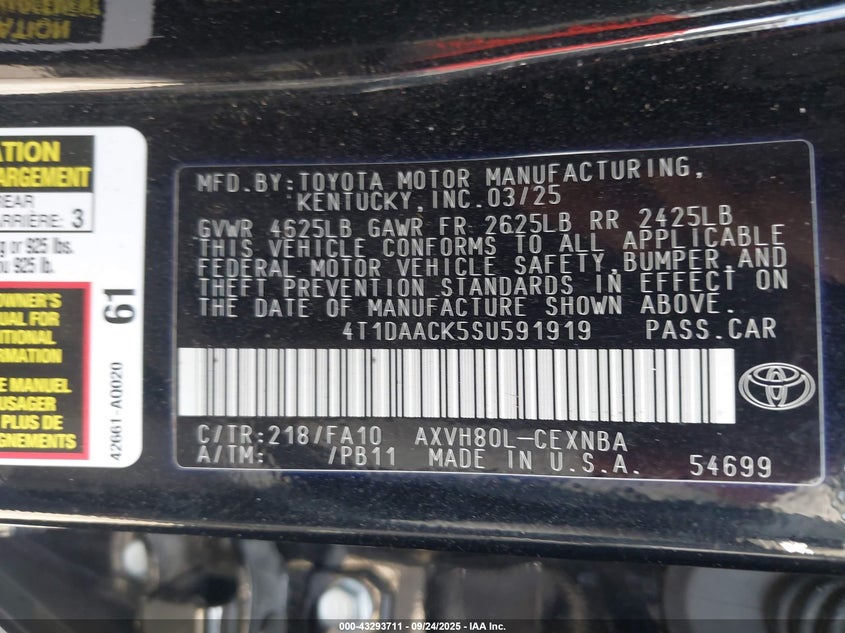 ATION
ARGEMENT
REAR
ARRIÈRE: 3
g or 925 lbs.
u 925 lb.
OWNER'S
UAL FOR
ITIONAL
RMATION
LE MANUEL
USAGER
PLUS DE
GNEMENTS
61
42661-A0020
MFD.BY:TOYOTA MOTOR MANUFACTURING,
KENTUCKY,INC.03/25
GVWR 4625LB GAWR FR 2625LB RR 2425LB
THIS VEHICLE CONFORMS TO ALL APPLICABLE
FEDERAL MOTOR VEHICLE SAFETY,BUMPER,AND
THEFT PREVENTION STANDARDS IN EFFECT ON
THE DATE OF MANUFACTURE SHOWN ABOVE.
4T1DAACK5SU591919 PASS.CAR
C/TR:218/FA10 AXVH80L-CEXNBA
A/TM: /PB11 MADE IN U.S.A. 54699
TOYOTA
000-43293711 - 09/24/2025 - IAA Inc.